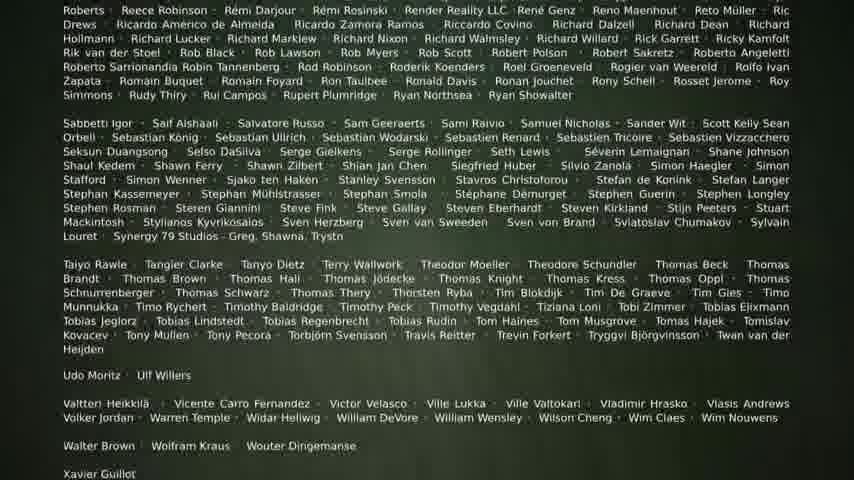 Roberts · Reece Robinson · Rémi Darjour · Rémi Rosinski · Render Reality LLC · René Genz · Reno Maenhout · Reto Müller · Ric
Drews · Ricardo Américo de Almeida · Ricardo Zamora Ramos · Riccardo Covino · Richard Dalzell · Richard Dean · Richard
Hollmann · Richard Lucker · Richard Marklew · Richard Nixon · Richard Walmsley · Richard Willard · Rick Garrett · Ricky Kamfolt
Rik van der Stoel · Rob Black · Rob Lawson · Rob Myers · Rob Scott · Robert Polson · Robert Sakretz · Roberto Angeletti
Roberto Sarrionandia Robin Tannenberg · Rod Robinson · Roderik Koenders · Roel Groeneveld · Rogier van Weereld · Rolfo Ivan
Zapata · Romain Buquet · Romain Foyard · Ron Taulbee · Ronald Davis · Ronan Jouchet · Rony Schell · Rosset Jerome · Roy
Simmons · Rudy Thiry · Rui Campos · Rupert Plumridge · Ryan Northsea · Ryan Showalter
Sabbetti Igor · Saif Alshaali · Salvatore Russo · Sam Geeraerts · Sami Raivio · Samuel Nicholas · Sander Wit · Scott Kelly Sean
Orbell · Sebastian König · Sebastian Ullrich · Sebastian Wodarski · Sebastien Renard · Sebastien Tricoire · Sebastien Vizzacchero
Seksun Duangsong · Selso DaSilva · Serge Gielkens · Serge Rollinger · Seth Lewis · Séverin Lemaignan · Shane Johnson
Shaul Kedem · Shawn Ferry · Shawn Zilbert · Shian Jan Chen · Siegfried Huber · Silvio Zanola · Simon Haegler · Simon
Stafford · Simon Wenner · Sjako ten Haken · Stanley Svensson · Stavros Christoforou · Stefan de Konink · Stefan Langer
Stephan Kassemeyer · Stephan Mühlstrasser · Stephan Smola · Stéphane Démurget · Stephen Guerin · Stephen Longley
Stephen Rosman · Steren Giannini · Steve Fink · Steve Gallay · Steven Eberhardt · Steven Kirkland · Stijn Peeters · Stuart
Mackintosh · Stylianos Kyvrikosaios · Sven Herzberg · Sven van Sweeden · Sven von Brand · Sviatoslav Chumakov · Sylvain
Louret · Synergy 79 Studios - Greg, Shawna, Trystn
Taiyo Rawle · Tangier Clarke · Tanyo Dietz · Terry Wallwork · Theodor Moeller · Theodore Schundler · Thomas Beck · Thomas
Brandt · Thomas Brown · Thomas Hall · Thomas Jödecke · Thomas Knight · Thomas Kress · Thomas Oppl · Thomas
Schnurrenberger · Thomas Schwarz · Thomas Thery · Thorsten Ryba · Tim Blokdijk · Tim De Graeve · Tim Gies · Timo
Munnukka · Timo Rychert · Timothy Baldridge · Timothy Peck · Timothy Vegdahl · Tiziana Loni · Tobi Zimmer · Tobias Elixmann
Tobias Jeglorz · Tobias Lindstedt · Tobias Regenbrecht · Tobias Rudin · Tom Haines · Tom Musgrove · Tomas Hajek · Tomislav
Kovacev · Tony Mullen · Tony Pecora · Torbjörn Svensson · Travis Reitter · Trevin Forkert · Tryggvi Björgvinsson · Twan van der
Heijden
Udo Moritz · Ulf Willers
Valtteri Heikkilä · Vicente Carro Fernandez · Victor Velasco · Ville Lukka · Ville Valtokari · Vladimir Hrasko · Vlasis Andrews
Volker Jordan · Warren Temple · Widar Hellwig · William DeVore · William Wensley · Wilson Cheng · Wim Claes · Wim Nouwens
Walter Brown · Wolfram Kraus · Wouter Dingemanse
Xavier Guillot